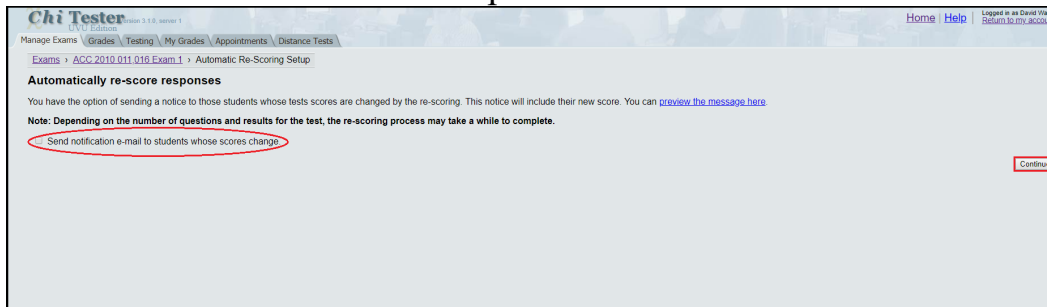 Chi Tester version 3.1.8, server 1
UVU Edition
Home | Help | Logged in as David
Return to my
Manage Exams Grades Testing My Grades Appointments Distance Tests
Exams › ACC 2010 011,016 Exam 1 › Automatic Re-Scoring Setup
Automatically re-score responses
You have the option of sending a notice to those students whose tests scores are changed by the re-scoring. This notice will include their new score. You can preview the message here.
Note: Depending on the number of questions and results for the test, the re-scoring process may take a while to complete.
Send notification e-mail to students whose scores change.